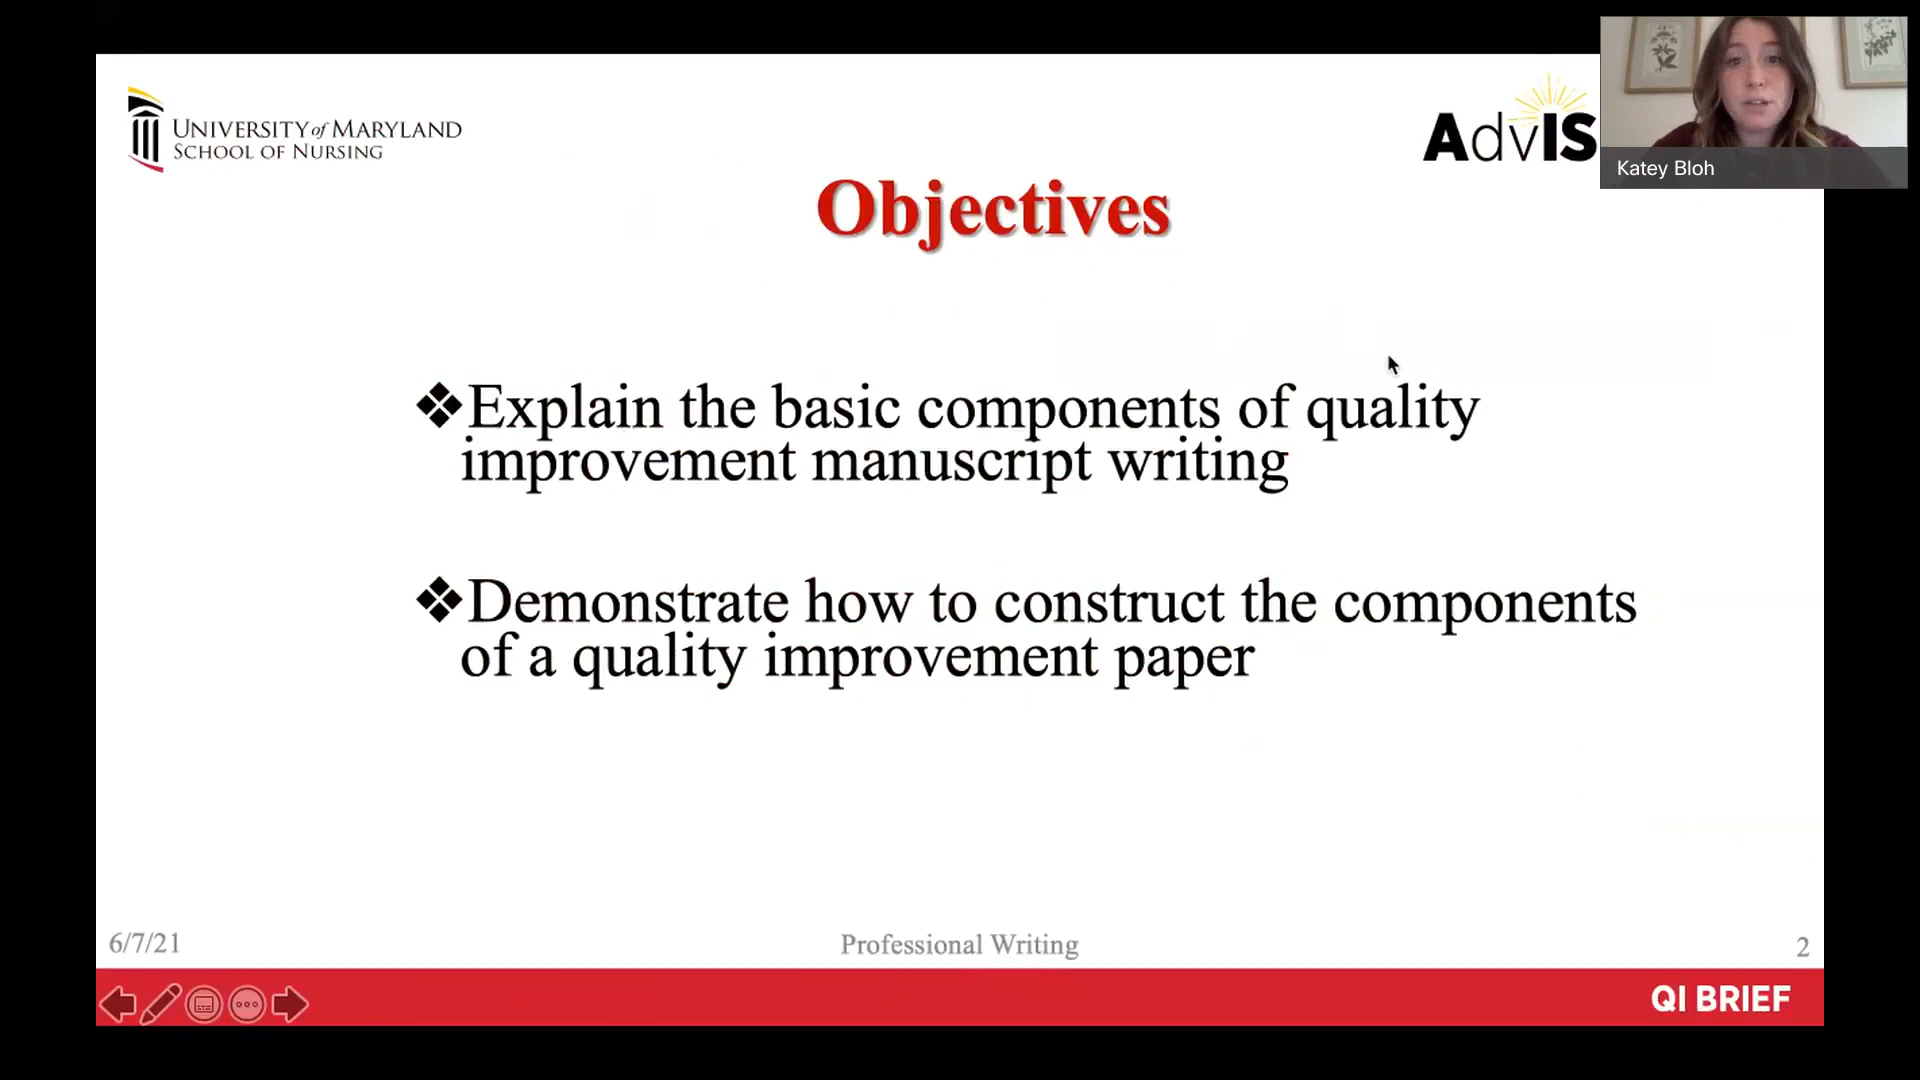 UNIVERSITY of MARYLAND
SCHOOL OF NURSING
AdvIS
Katey Bloh
Objectives
❖Explain the basic components of quality
improvement manuscript writing
❖Demonstrate how to construct the components
of a quality improvement paper
6/7/21
Professional Writing
2
QI BRIEF